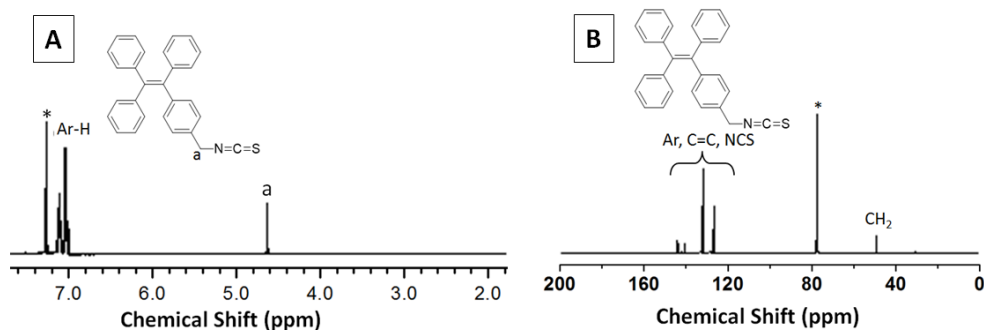 A
*
Ar-H
N=C=S
a
a
7.0 6.0 5.0 4.0 3.0 2.0
Chemical Shift (ppm)
B
N=C=S
*
Ar, C=C, NCS
CH₂
200 160 120 80 40 0
Chemical Shift (ppm)